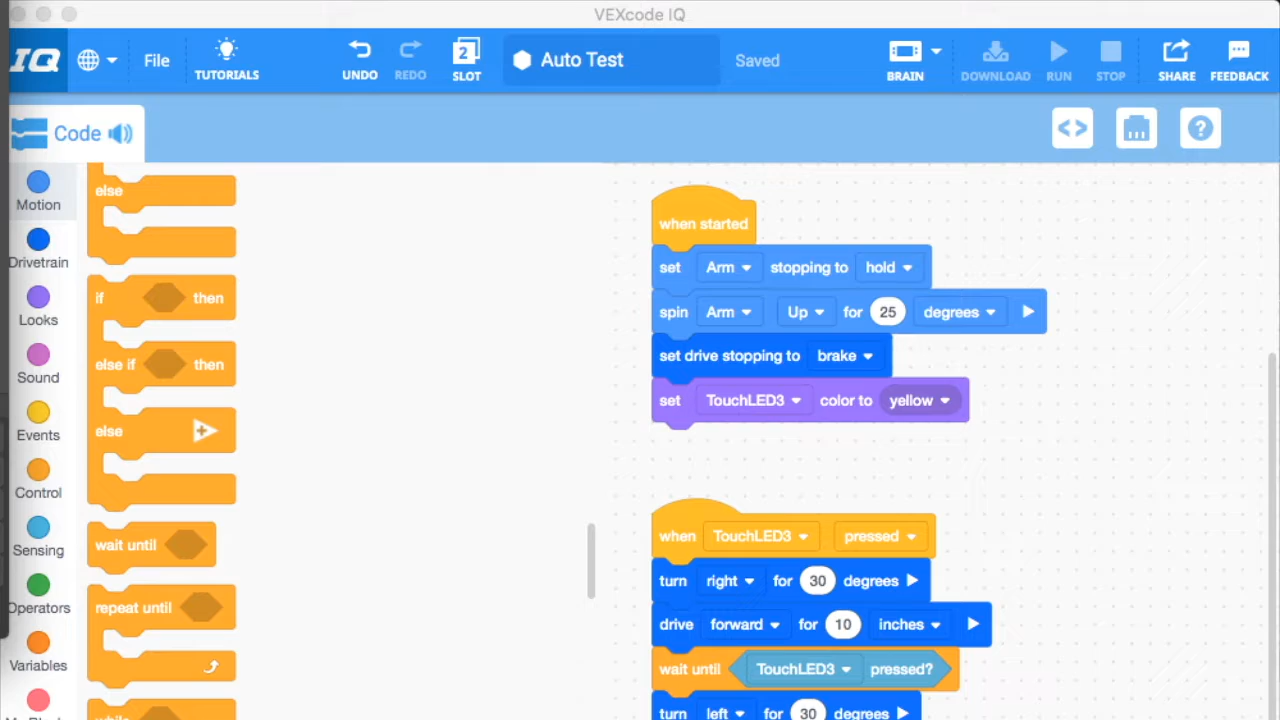 VEXcode IQ
IQ
File
TUTORIALS
UNDO
REDO
2
SLOT
Auto Test
Saved
BRAIN
DOWNLOAD
RUN
STOP
SHARE
FEEDBACK
Code
<>
?
Motion
Drivetrain
Looks
Sound
Events
Control
Sensing
Operators
Variables
else
if then
else if then
else
wait until
repeat until
when started
set Arm stopping to hold
spin Arm Up for 25 degrees
set drive stopping to brake
set TouchLED3 color to yellow
when TouchLED3 pressed
turn right for 30 degrees
drive forward for 10 inches
wait until TouchLED3 pressed?
turn left for 30 degrees